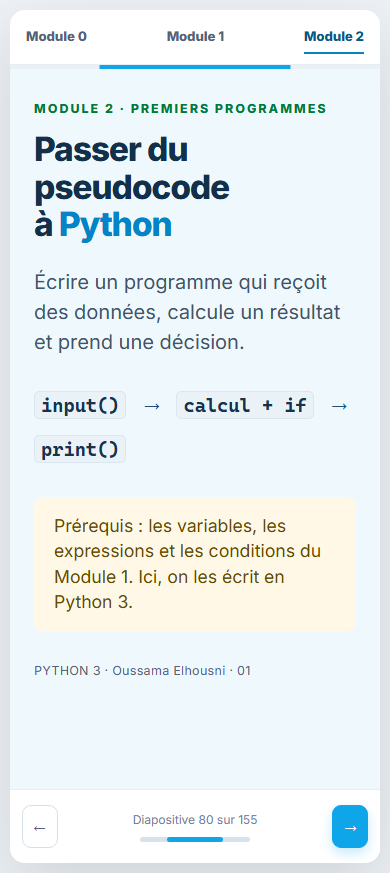 Module 0 Module 1 Module 2
MODULE 2 · PREMIERS PROGRAMMES
Passer du
pseudocode
à Python
Écrire un programme qui reçoit
des données, calcule un résultat
et prend une décision.
input() → calcul + if →
print()
Prérequis : les variables, les
expressions et les conditions du
Module 1. Ici, on les écrit en
Python 3.
PYTHON 3 · Oussama Elhousni · 01
← Diapositive 80 sur 155 →